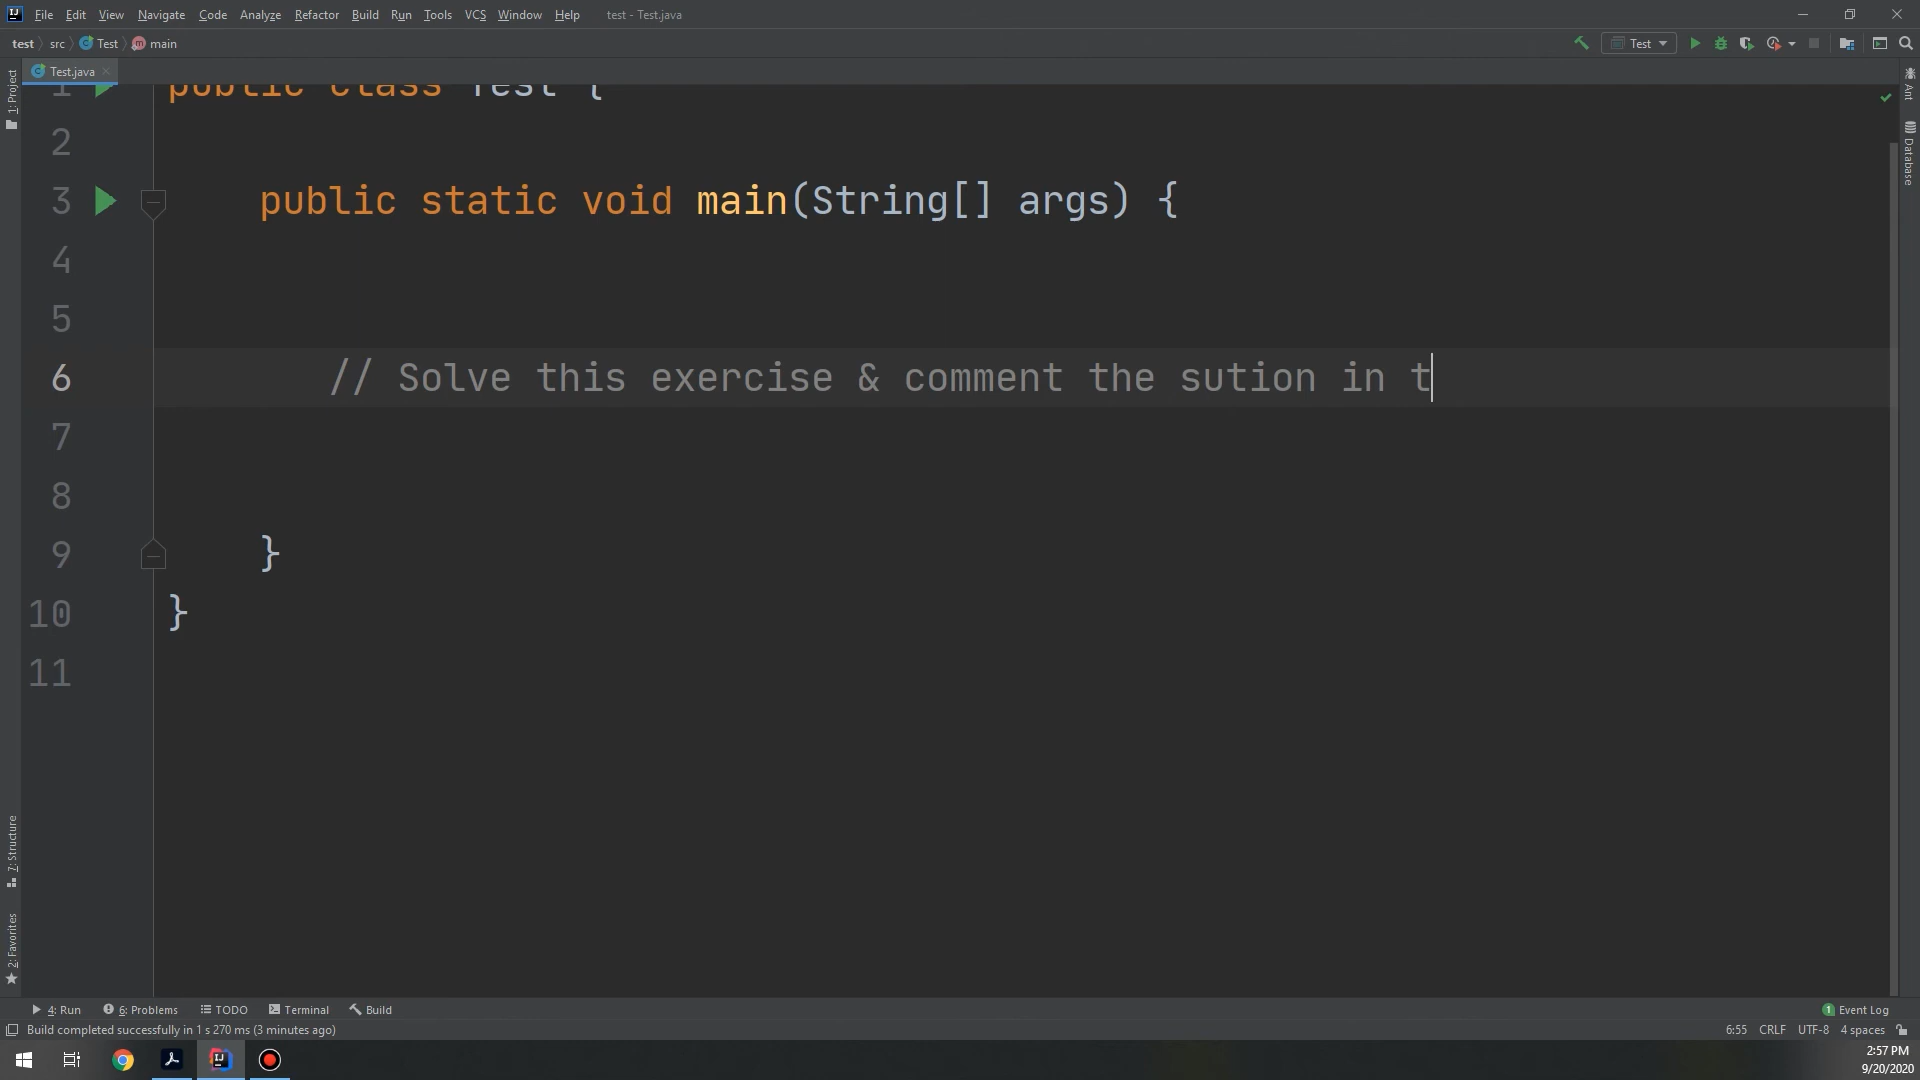 File Edit View Navigate Code Analyze Refactor Build Run Tools VCS Window Help test - Test.java
test src Test main Test
Test.java
1: Project
Ant
Database
1 public class Test {
2
3 public static void main(String[] args) {
4
5
6 // Solve this exercise & comment the sution in t
7
8
9 }
10 }
11
7: Structure
2: Favorites
4: Run 6: Problems TODO Terminal Build 1 Event Log
Build completed successfully in 1 s 270 ms (3 minutes ago) 6:55 CRLF UTF-8 4 spaces
2:57 PM
9/20/2020